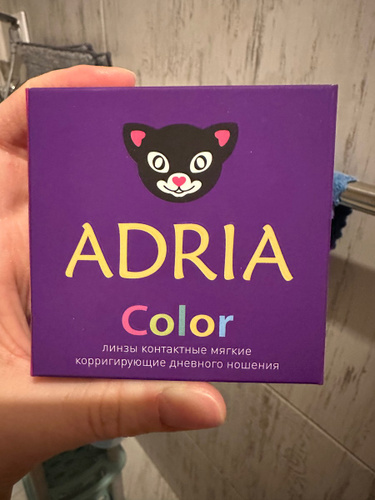 ADRIA
Color
линзы контактные мягкие
корригирующие дневного ношения